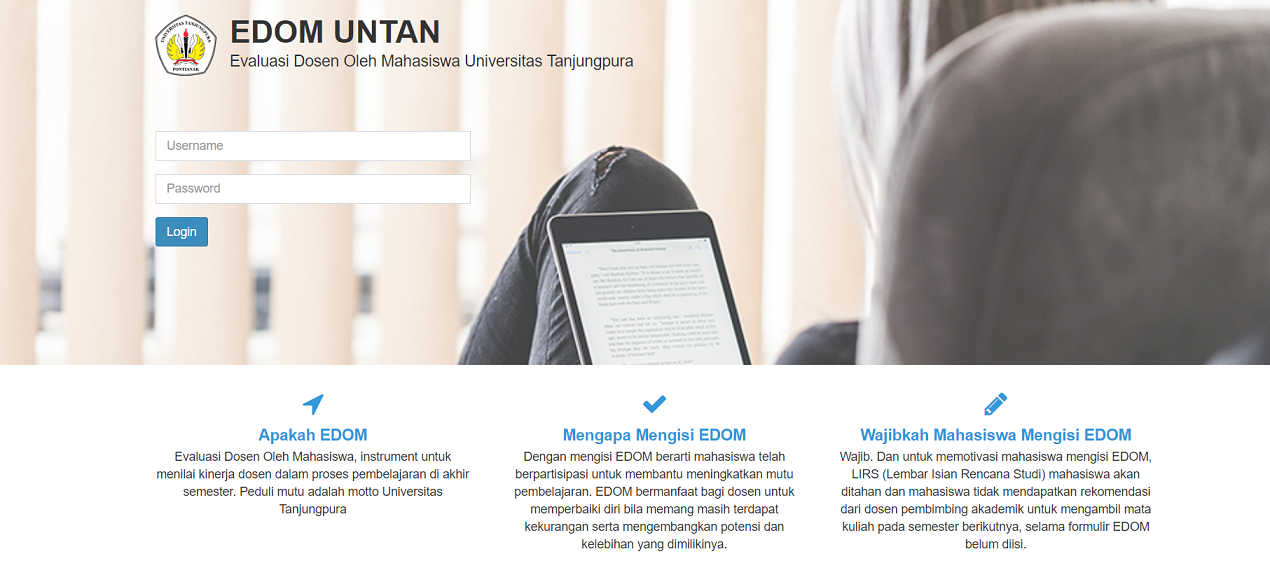 UNIVERSITAS TANJUNGPURA
PONTIANAK
EDOM UNTAN
Evaluasi Dosen Oleh Mahasiswa Universitas Tanjungpura
Username
Password
Login
Apakah EDOM
Evaluasi Dosen Oleh Mahasiswa, instrument untuk
menilai kinerja dosen dalam proses pembelajaran di akhir
semester. Peduli mutu adalah motto Universitas
Tanjungpura
Mengapa Mengisi EDOM
Dengan mengisi EDOM berarti mahasiswa telah
berpartisipasi untuk membantu meningkatkan mutu
pembelajaran. EDOM bermanfaat bagi dosen untuk
memperbaiki diri bila memang masih terdapat
kekurangan serta mengembangkan potensi dan
kelebihan yang dimilikinya.
Wajibkah Mahasiswa Mengisi EDOM
Wajib. Dan untuk memotivasi mahasiswa mengisi EDOM,
LIRS (Lembar Isian Rencana Studi) mahasiswa akan
ditahan dan mahasiswa tidak mendapatkan rekomendasi
dari dosen pembimbing akademik untuk mengambil mata
kuliah pada semester berikutnya, selama formulir EDOM
belum diisi.